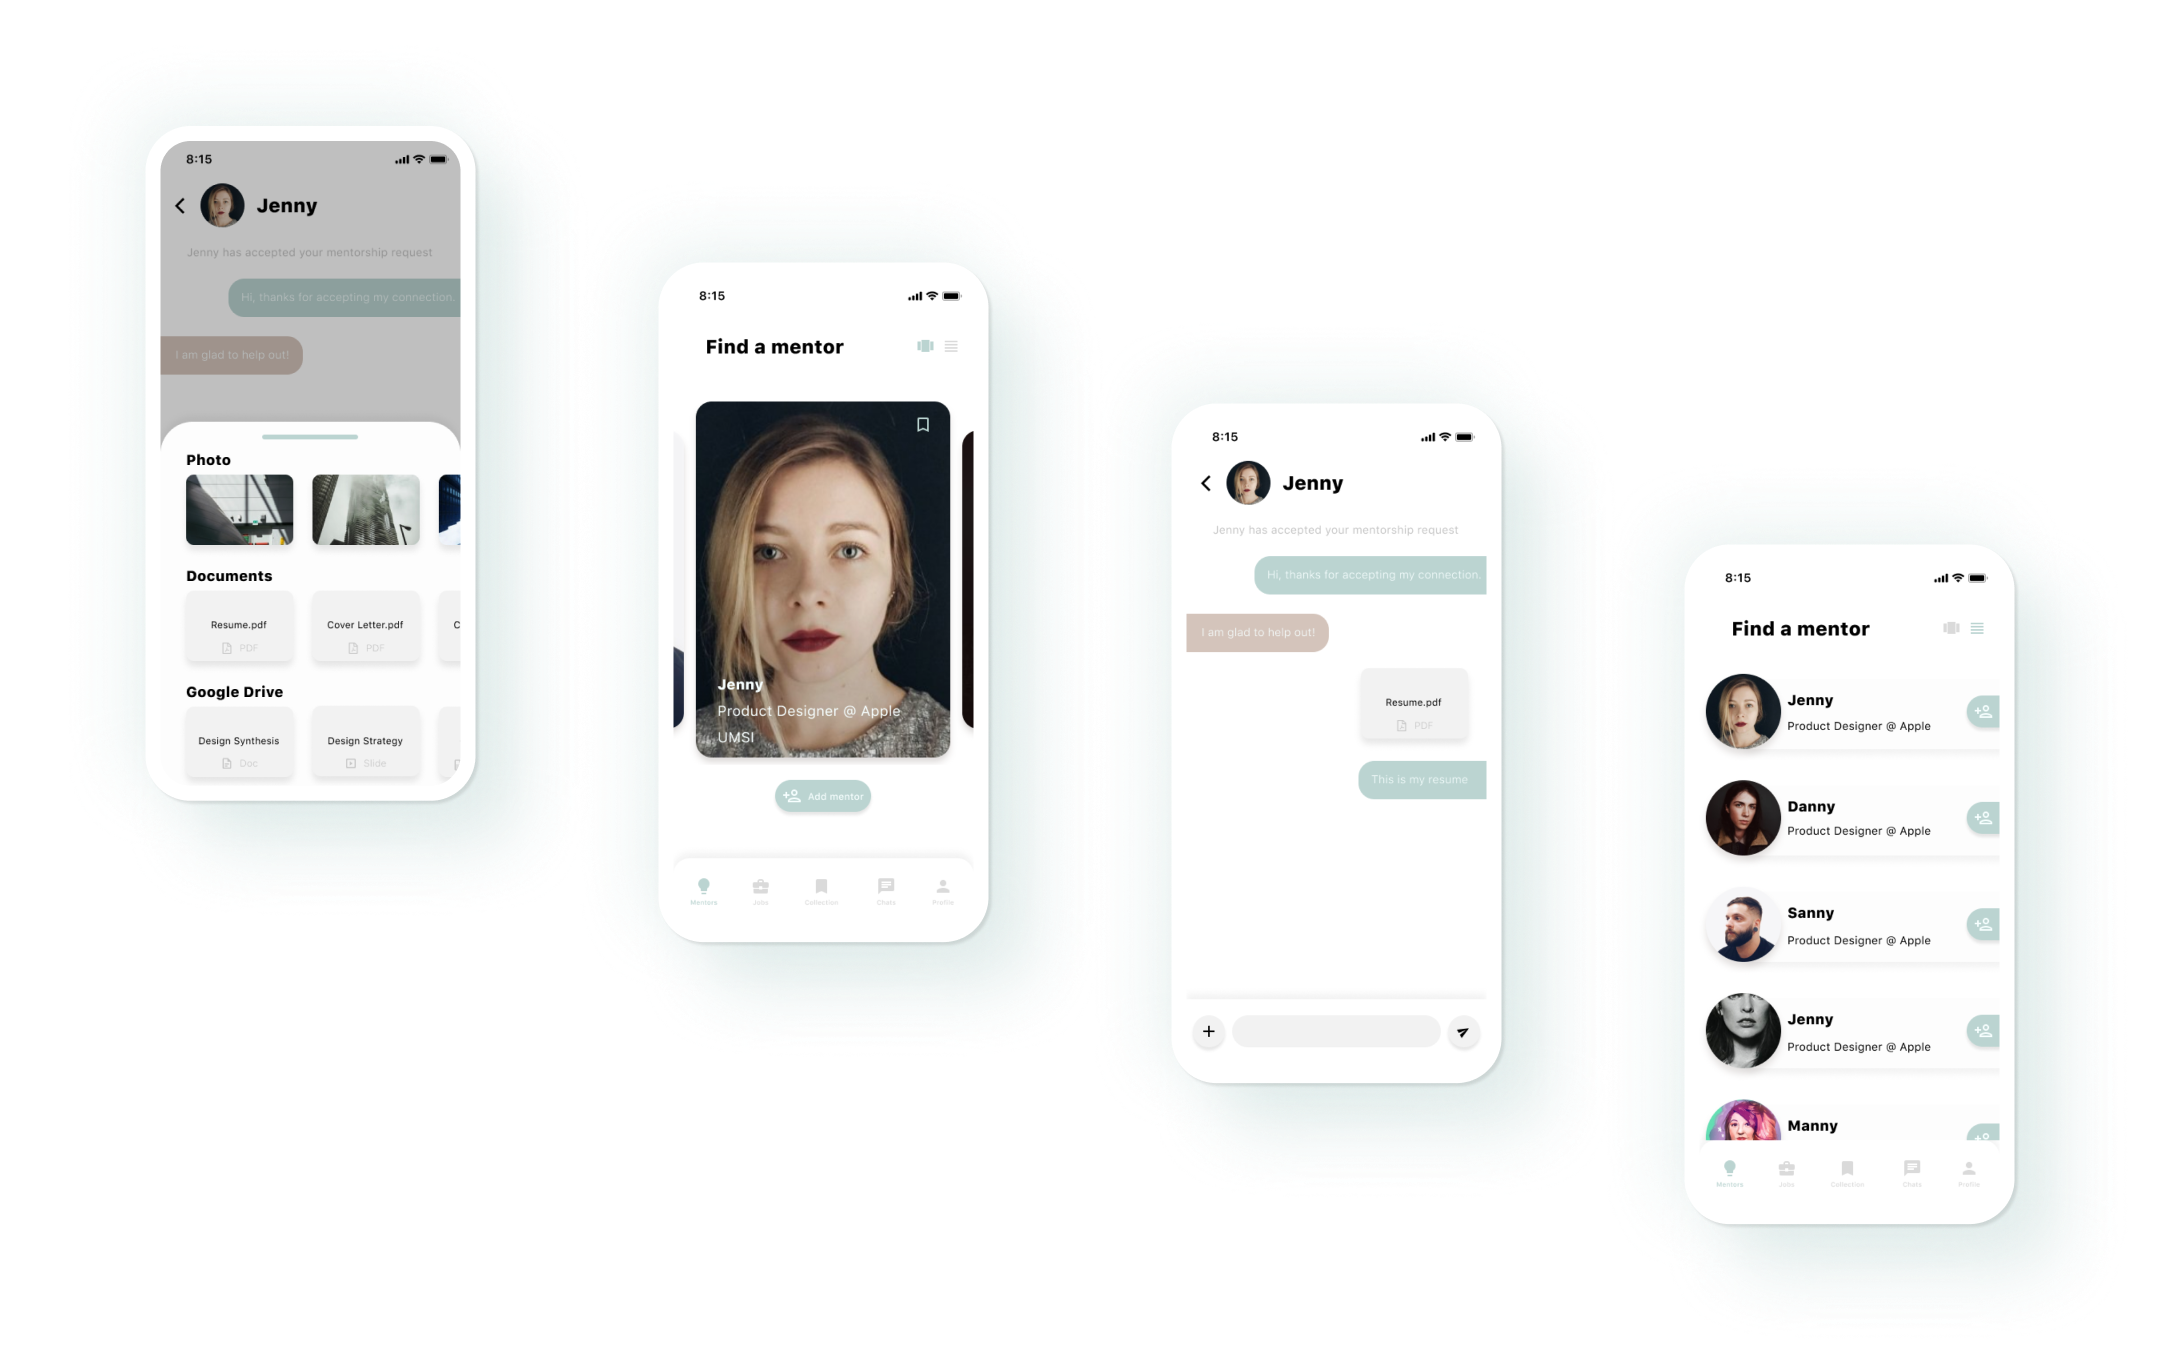 8:15
Jenny
Jenny has accepted your mentorship request
Hi, thanks for accepting my connection.
I am glad to help out!
Photo
Documents
Resume.pdf
Cover Letter.pdf
C
PDF
PDF
Google Drive
Design Synthesis
Design Strategy
Doc
Slide
8:15
Find a mentor
Jenny
Product Designer @ Apple
UMSI
Add mentor
Mentors
Jobs
Collection
Chats
Profile
8:15
Jenny
Jenny has accepted your mentorship request
Hi, thanks for accepting my connection.
I am glad to help out!
Resume.pdf
PDF
This is my resume
8:15
Find a mentor
Jenny
Product Designer @ Apple
Danny
Product Designer @ Apple
Sanny
Product Designer @ Apple
Jenny
Product Designer @ Apple
Manny
Mentors
Jobs
Collection
Chats
Profile